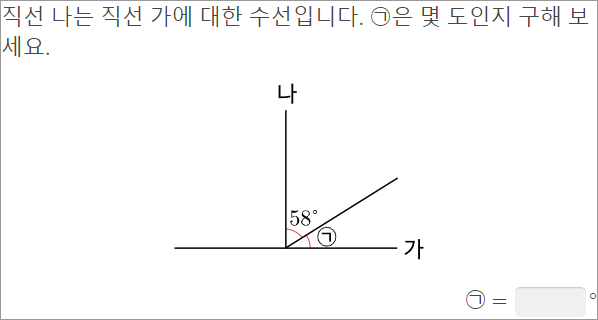 직선 나는 직선 가에 대한 수선입니다. ㉠은 몇 도인지 구해 보
세요.
나
58°
㉠
가
㉠ = °